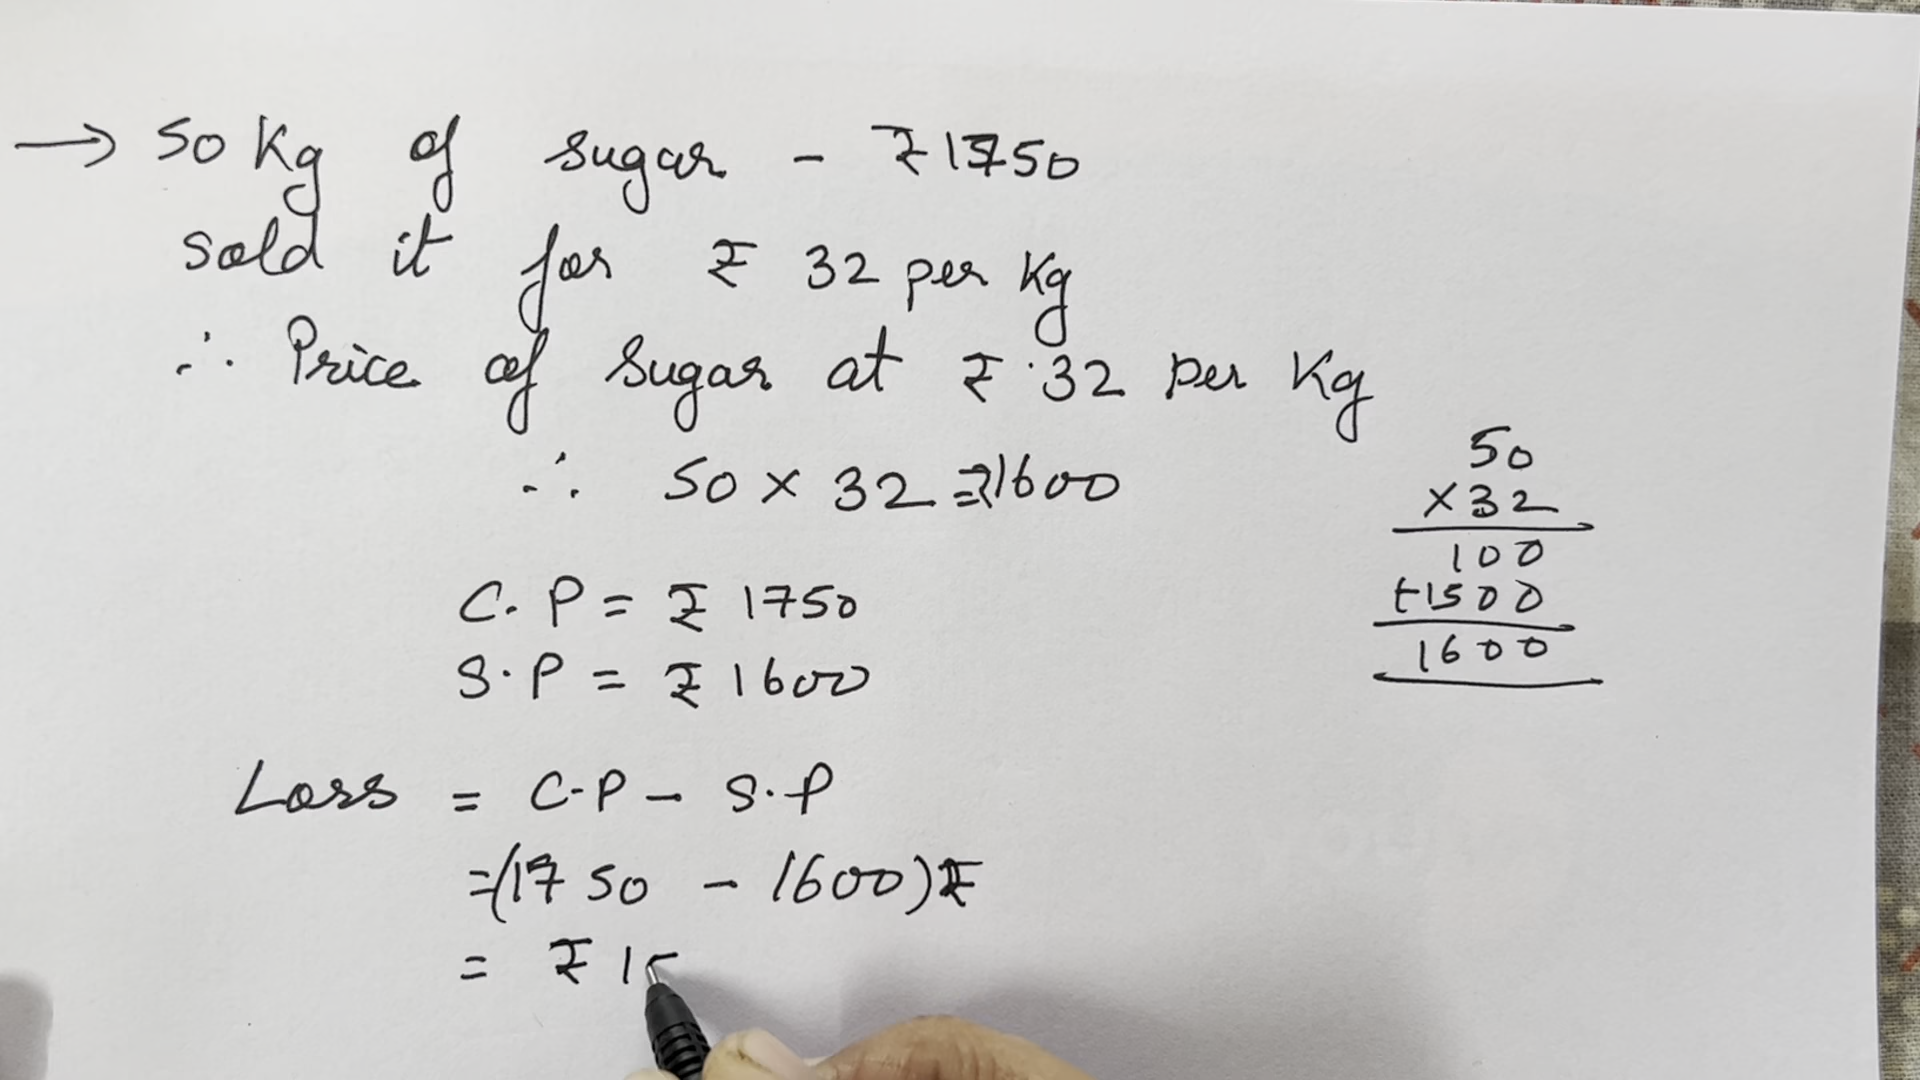 → 50 Kg of sugar - ₹1750
sold it for ₹ 32 per Kg
∴ Price of Sugar at ₹.32 per Kg
∴ 50 × 32 = ₹1600
50
×32
100
+1500
1600
C.P = ₹ 1750
S.P = ₹ 1600
Loss = C.P - S.P
=(1750 - 1600)₹
= ₹ 15